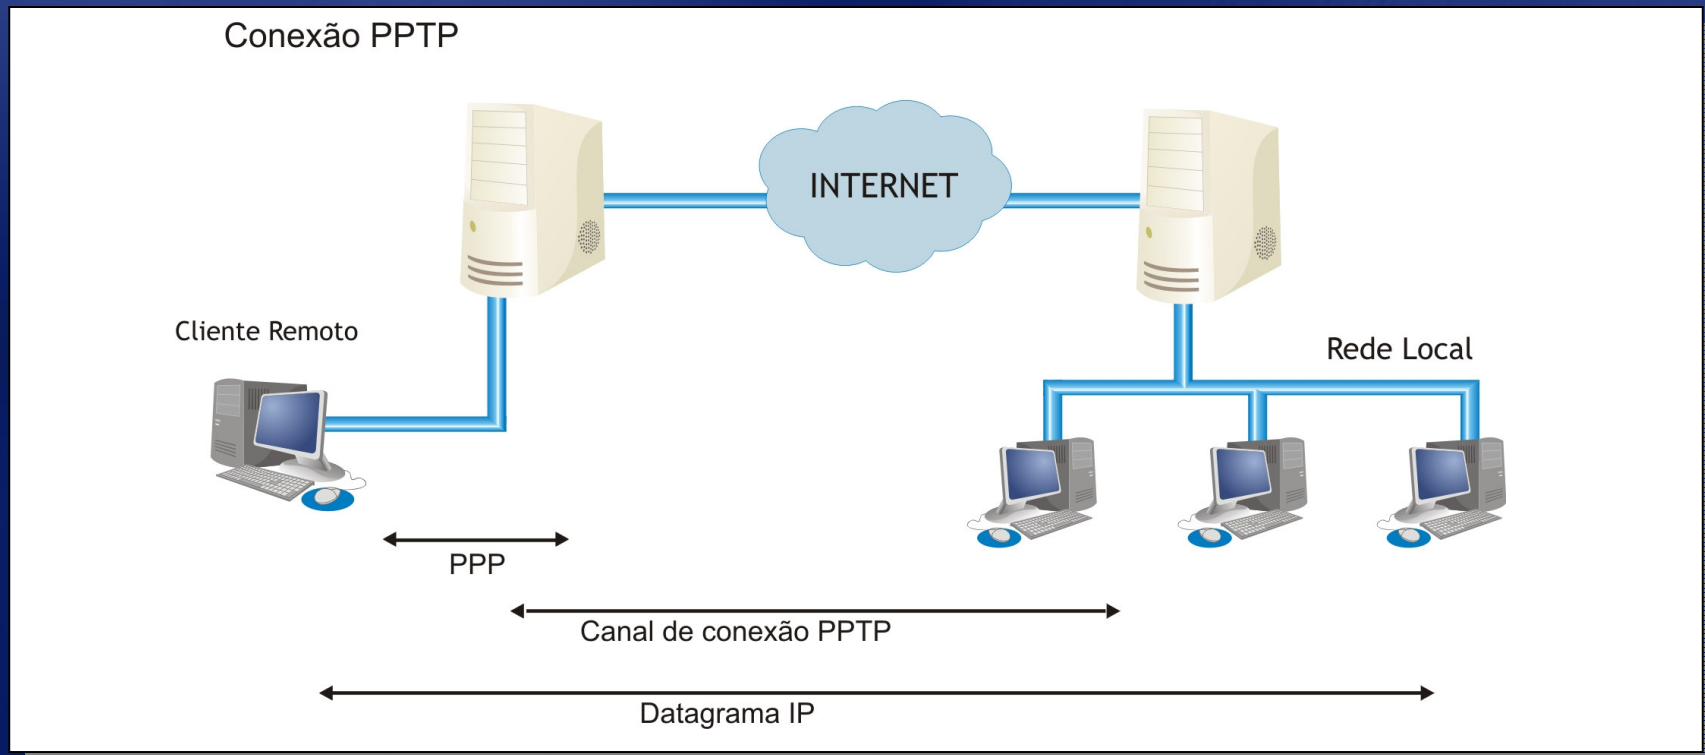 Conexão PPTP
INTERNET
Cliente Remoto
Rede Local
PPP
Canal de conexão PPTP
Datagrama IP